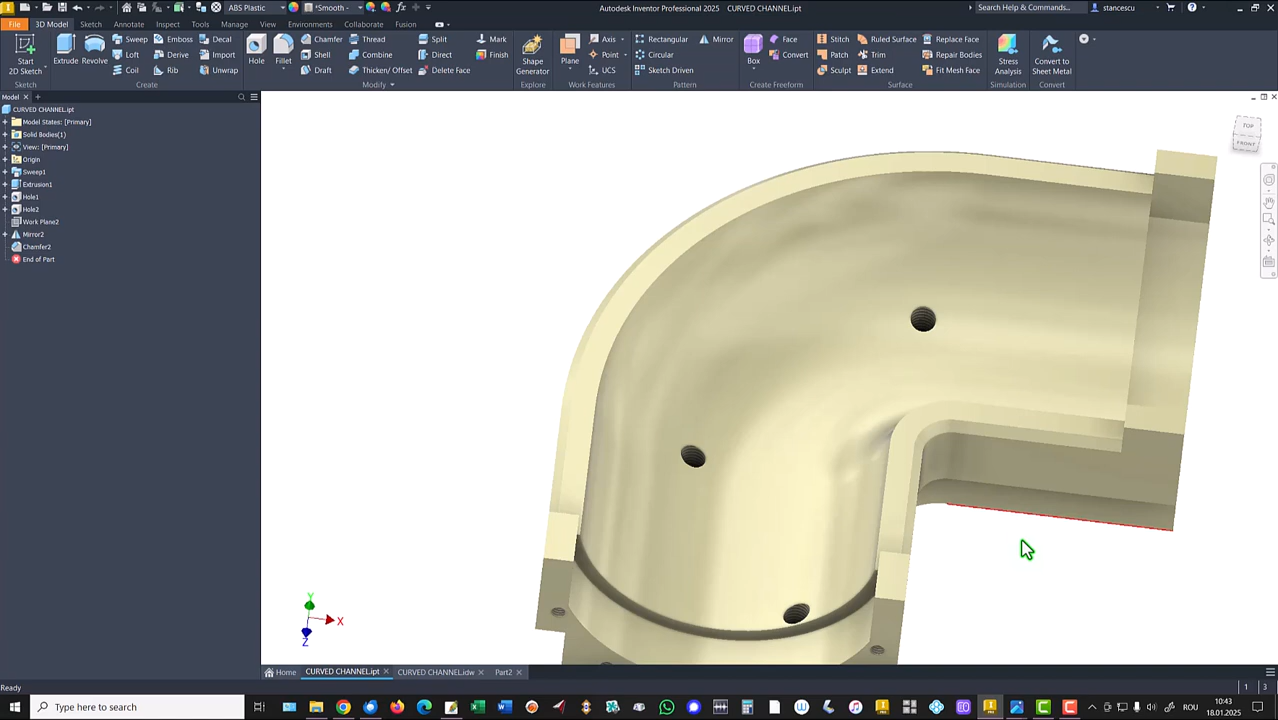 ABS Plastic *Smooth - Autodesk Inventor Professional 2025 CURVED CHANNEL.ipt Search Help & Commands... stancescu
File 3D Model Sketch Annotate Inspect Tools Manage View Environments Collaborate Fusion
Start 2D Sketch Extrude Revolve Sweep Emboss Decal Loft Derive Import Coil Rib Unwrap
Hole Fillet Chamfer Thread Split Mark Shell Combine Direct Finish Draft Thicken/ Offset Delete Face
Shape Generator Plane Axis Point UCS Rectangular Mirror Circular Sketch Driven
Box Face Convert Stitch Ruled Surface Replace Face Patch Trim Repair Bodies Sculpt Extend Fit Mesh Face
Stress Analysis Convert to Sheet Metal
Sketch Create Modify Explore Work Features Pattern Create Freeform Surface Simulation Convert
Model
CURVED CHANNEL.ipt
Model States: [Primary]
Solid Bodies(1)
View: [Primary]
Origin
Sweep1
Extrusion1
Hole1
Hole2
Work Plane2
Mirror2
Chamfer2
End of Part
TOP
FRONT
Y
X
Z
Home CURVED CHANNEL.ipt CURVED CHANNEL.idw Part2
Ready 1 3
Type here to search ROU 10:43
18.01.2025